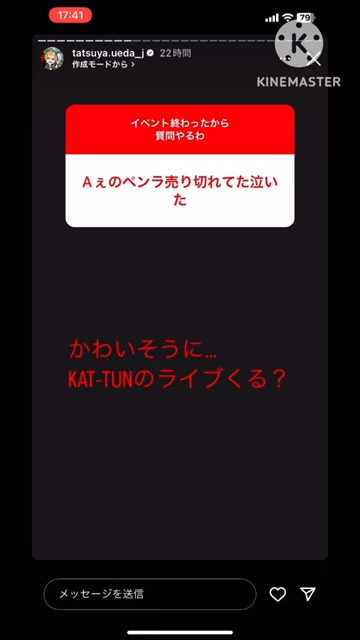 17:41
79
KINEMASTER
tatsuya.ueda_j 22時間
作成モードから >
イベント終わったから
質問やるわ
Aぇのペンラ売り切れてた泣い
た
かわいそうに...
KAT-TUNのライブくる？
メッセージを送信